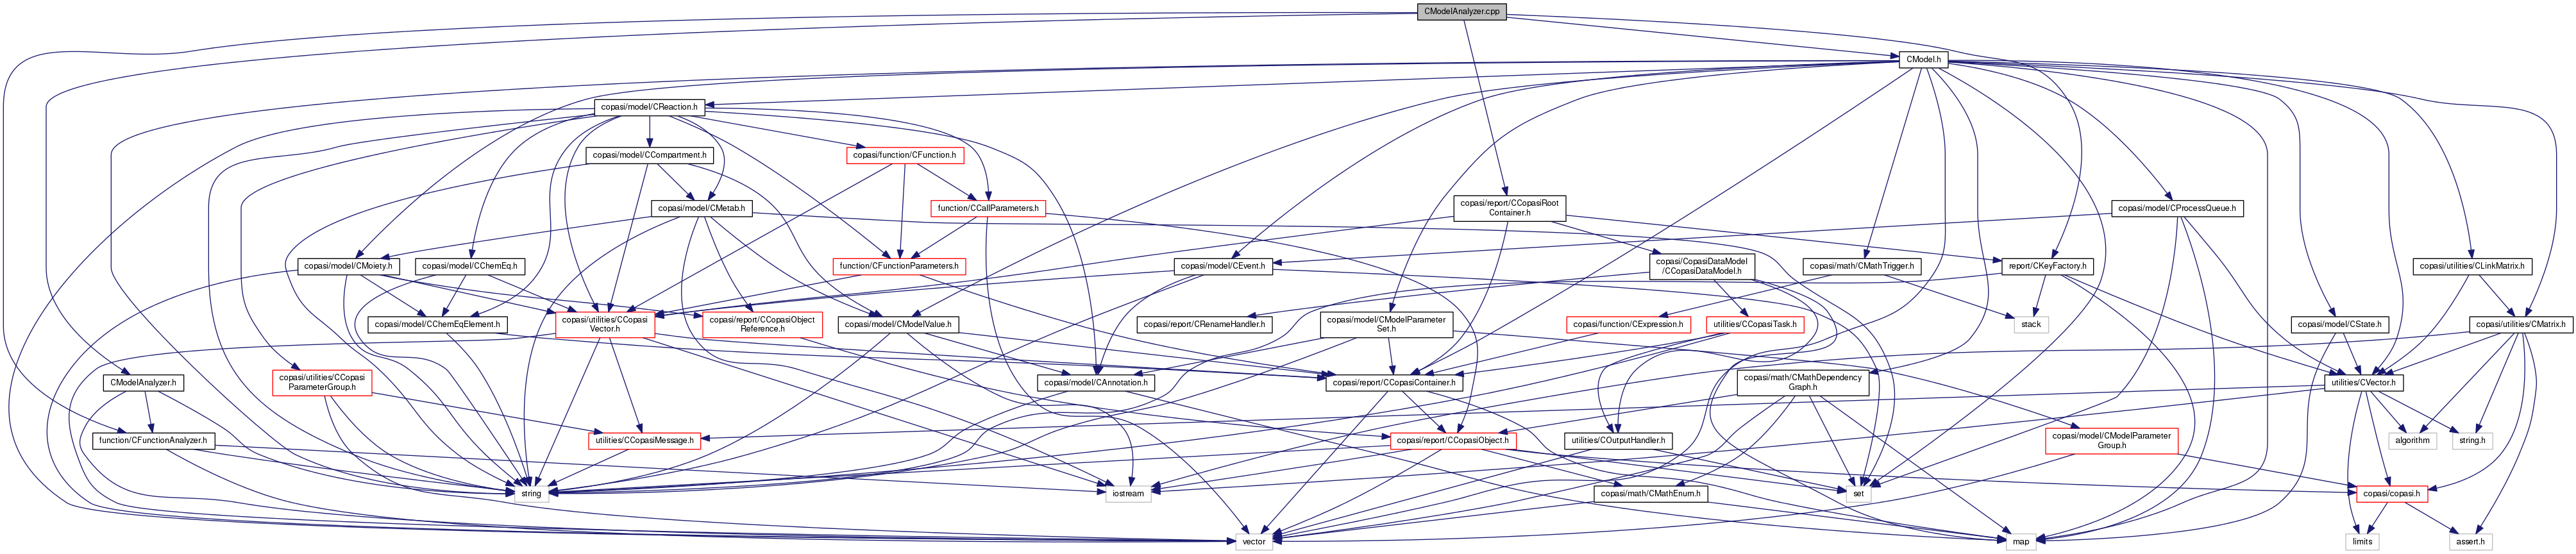 CModelAnalyzer.cpp
CModel.h
copasi/model/CReaction.h
copasi/model/CCompartment.h
copasi/function/CFunction.h
copasi/model/CMetab.h
function/CCallParameters.h
copasi/report/CCopasiRoot
Container.h
copasi/model/CProcessQueue.h
copasi/model/CMoiety.h
copasi/model/CChemEq.h
function/CFunctionParameters.h
copasi/model/CEvent.h
copasi/CopasiDataModel
/CCopasiDataModel.h
copasi/math/CMathTrigger.h
report/CKeyFactory.h
copasi/utilities/CLinkMatrix.h
copasi/model/CChemEqElement.h
copasi/utilities/CCopasi
Vector.h
copasi/report/CCopasiObject
Reference.h
copasi/model/CModelValue.h
copasi/report/CRenameHandler.h
copasi/model/CModelParameter
Set.h
copasi/function/CExpression.h
utilities/CCopasiTask.h
stack
copasi/model/CState.h
copasi/utilities/CMatrix.h
CModelAnalyzer.h
copasi/utilities/CCopasi
ParameterGroup.h
copasi/model/CAnnotation.h
copasi/report/CCopasiContainer.h
copasi/math/CMathDependency
Graph.h
utilities/CVector.h
function/CFunctionAnalyzer.h
utilities/CCopasiMessage.h
copasi/report/CCopasiObject.h
utilities/COutputHandler.h
copasi/model/CModelParameter
Group.h
algorithm
string.h
string
iostream
copasi/math/CMathEnum.h
set
copasi/copasi.h
vector
map
limits
assert.h